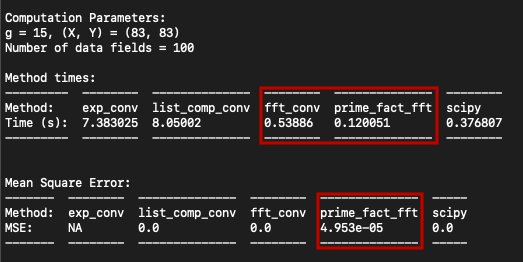 Computation Parameters:
g = 15, (X, Y) = (83, 83)
Number of data fields = 100
Method times:
Method: exp_conv list_comp_conv fft_conv prime_fact_fft scipy
Time (s): 7.383025 8.05002 0.53886 0.120051 0.376807
Mean Square Error:
Method: exp_conv list_comp_conv fft_conv prime_fact_fft scipy
MSE: NA 0.0 0.0 4.953e-05 0.0